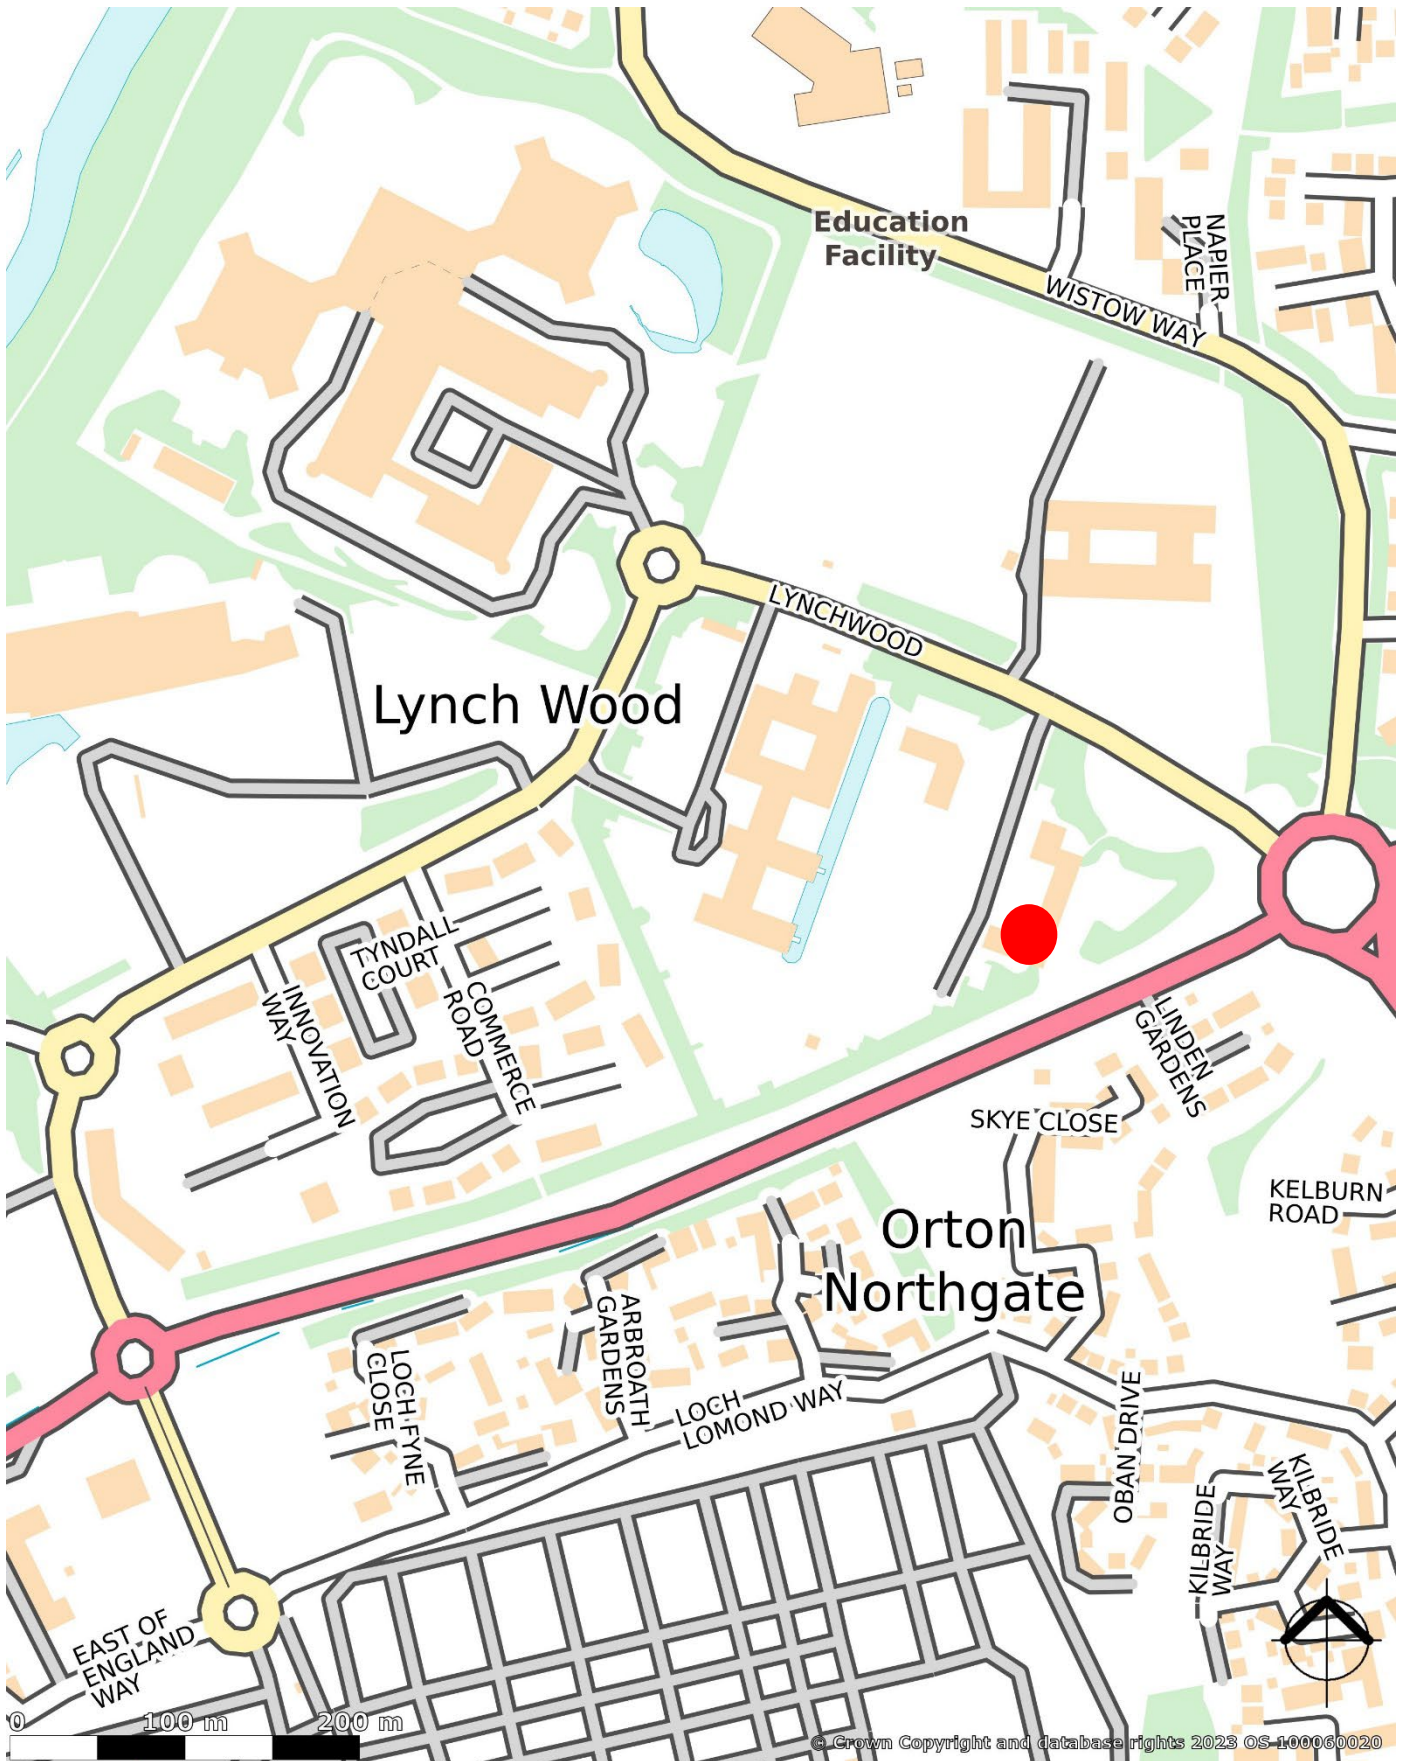 Education
Facility
NAPIER
PLACE
WISTOW WAY
LYNCHWOOD
Lynch Wood
TYNDALL
COURT
INNOVATION
WAY
COMMERCE
ROAD
LINDEN
GARDENS
SKYE CLOSE
KELBURN
ROAD
Orton
Northgate
ARBROATH
GARDENS
LOCH FYNE
CLOSE
LOCH
LOMOND WAY
OBAN DRIVE
KILBRIDE
WAY
KILBRIDE
WAY
EAST OF
ENGLAND
WAY
0 100 m 200 m
© Crown Copyright and database rights 2023 OS 100060020